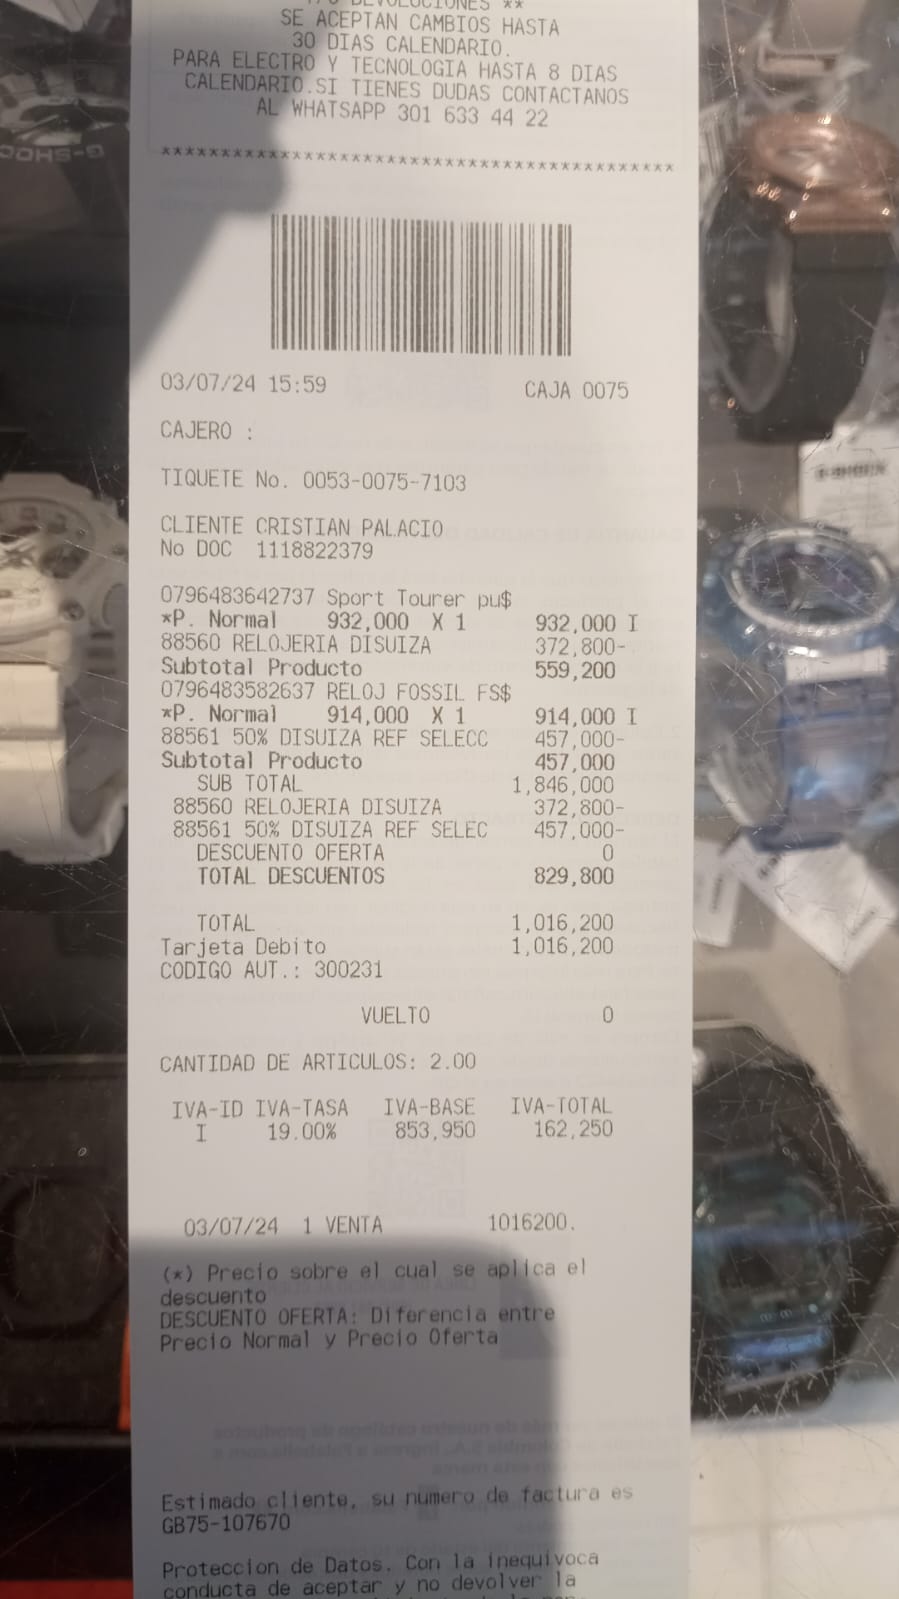 DEVOLUCIONES **
SE ACEPTAN CAMBIOS HASTA
30 DIAS CALENDARIO.
PARA ELECTRO Y TECNOLOGIA HASTA 8 DIAS
CALENDARIO.SI TIENES DUDAS CONTACTANOS
AL WHATSAPP 301 633 44 22
*******************************************
03/07/24 15:59 CAJA 0075
CAJERO :
TIQUETE No. 0053-0075-7103
CLIENTE CRISTIAN PALACIO
No DOC 1118822379
0796483642737 Sport Tourer pu$
*P. Normal 932,000 X 1 932,000 I
88560 RELOJERIA DISUIZA 372,800-
Subtotal Producto 559,200
0796483582637 RELOJ FOSSIL FS$
*P. Normal 914,000 X 1 914,000 I
88561 50% DISUIZA REF SELECC 457,000-
Subtotal Producto 457,000
SUB TOTAL 1,846,000
88560 RELOJERIA DISUIZA 372,800-
88561 50% DISUIZA REF SELEC 457,000-
DESCUENTO OFERTA 0
TOTAL DESCUENTOS 829,800
TOTAL 1,016,200
Tarjeta Debito 1,016,200
CODIGO AUT.: 300231
VUELTO 0
CANTIDAD DE ARTICULOS: 2.00
IVA-ID IVA-TASA IVA-BASE IVA-TOTAL
I 19.00% 853,950 162,250
03/07/24 1 VENTA 1016200.
(*) Precio sobre el cual se aplica el
descuento
DESCUENTO OFERTA: Diferencia entre
Precio Normal y Precio Oferta
Estimado cliente, su numero de factura es
GB75-107670
Proteccion de Datos. Con la inequivoca
conducta de aceptar y no devolver la
G-SHOCK